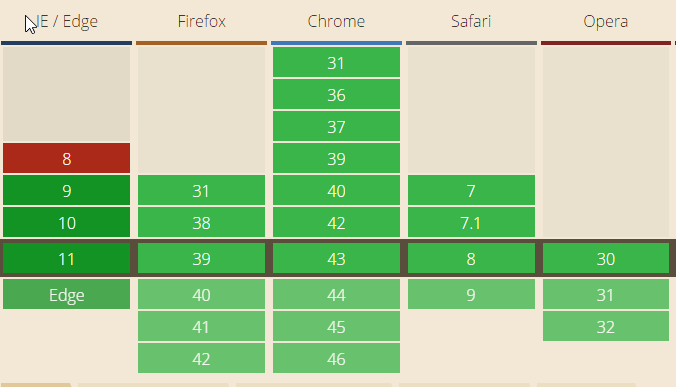 IE / Edge Firefox Chrome Safari Opera
31
36
37
8 39
9 31 40 7
10 38 42 7.1
11 39 43 8 30
Edge 40 44 9 31
41 45 32
42 46